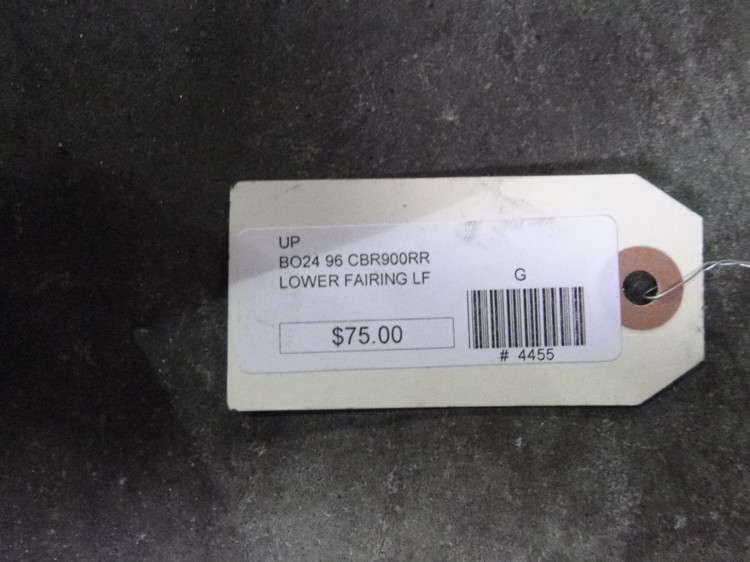 UP
BO24 96 CBR900RR
LOWER FAIRING LF
G
$75.00
# 4455